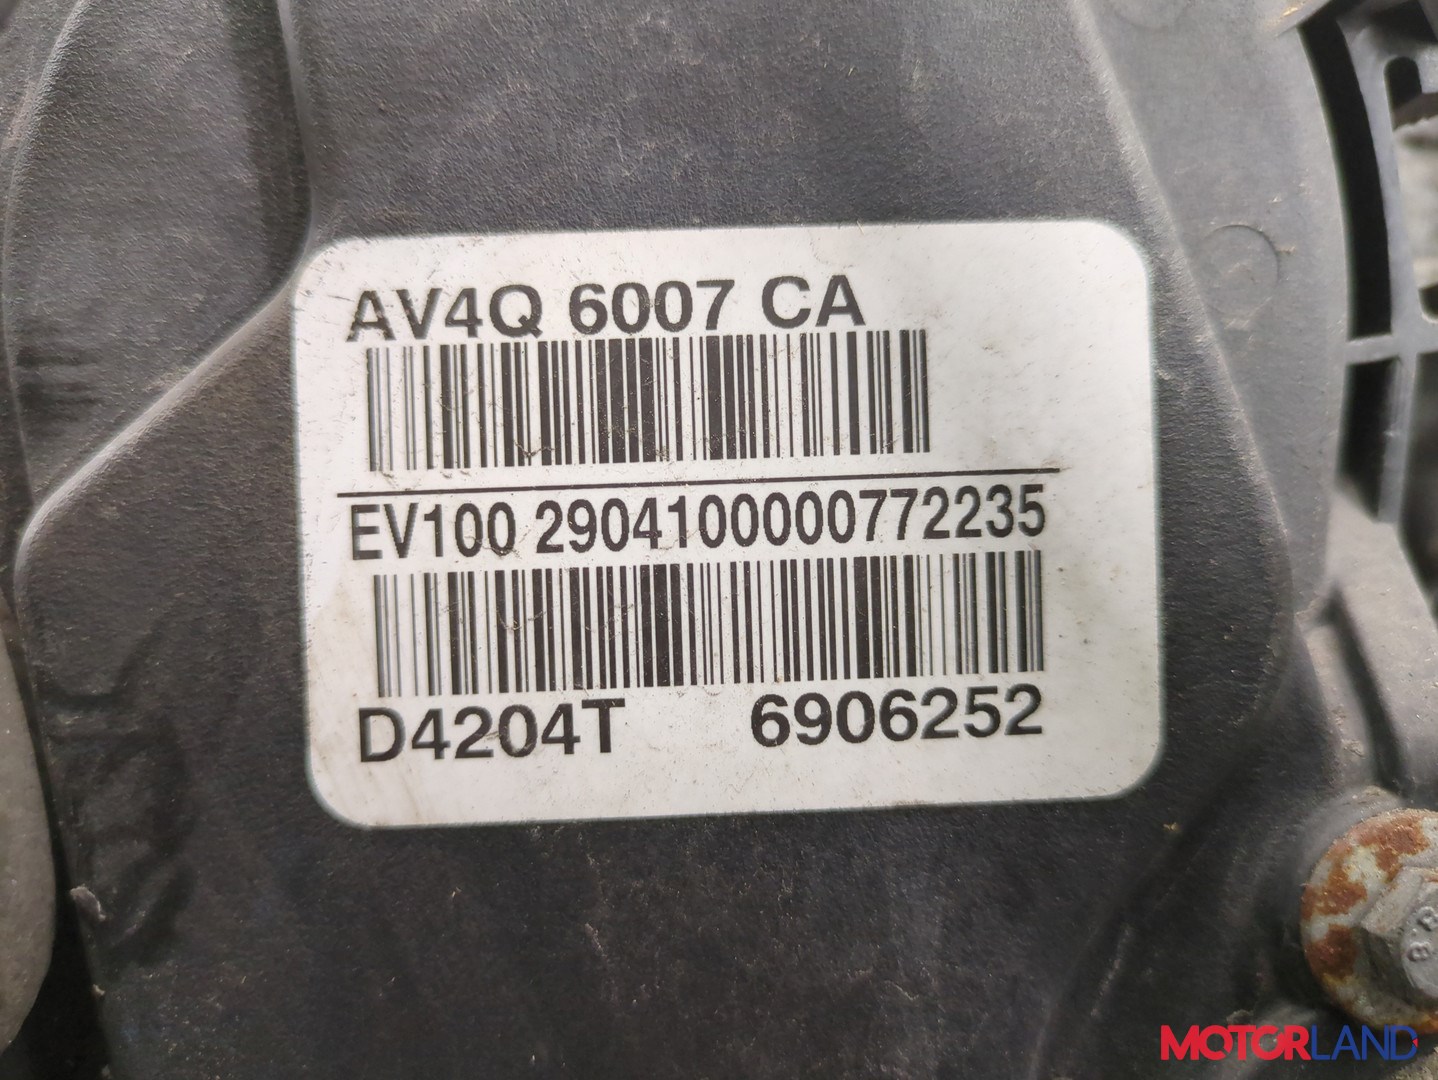 AV4Q 6007 CA
EV100 2904100000772235
D4204T 6906252
MOTORLAND